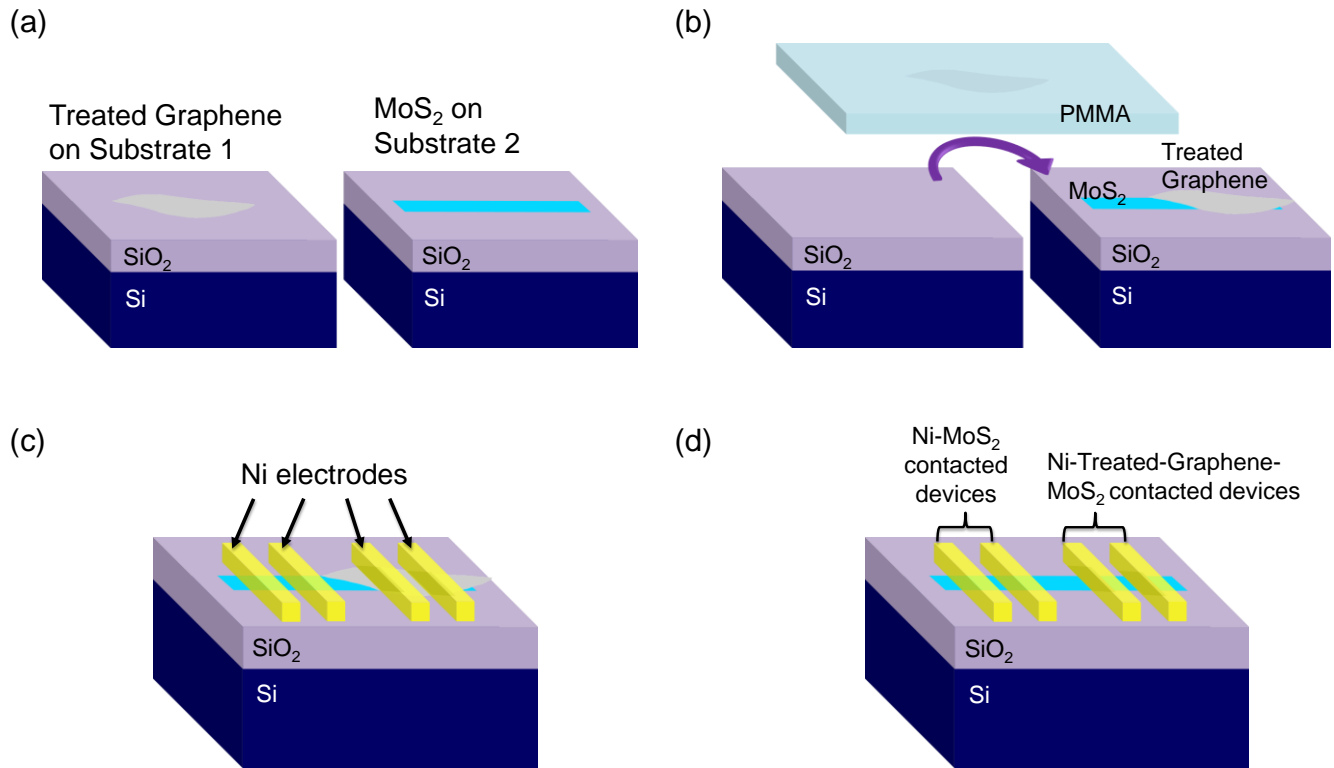 (a)
Treated Graphene
on Substrate 1
MoS₂ on
Substrate 2
SiO₂
Si
SiO₂
Si
(b)
PMMA
Treated
Graphene
MoS₂
SiO₂
Si
SiO₂
Si
(c)
Ni electrodes
SiO₂
Si
(d)
Ni-MoS₂
contacted
devices
Ni-Treated-Graphene-
MoS₂ contacted devices
SiO₂
Si